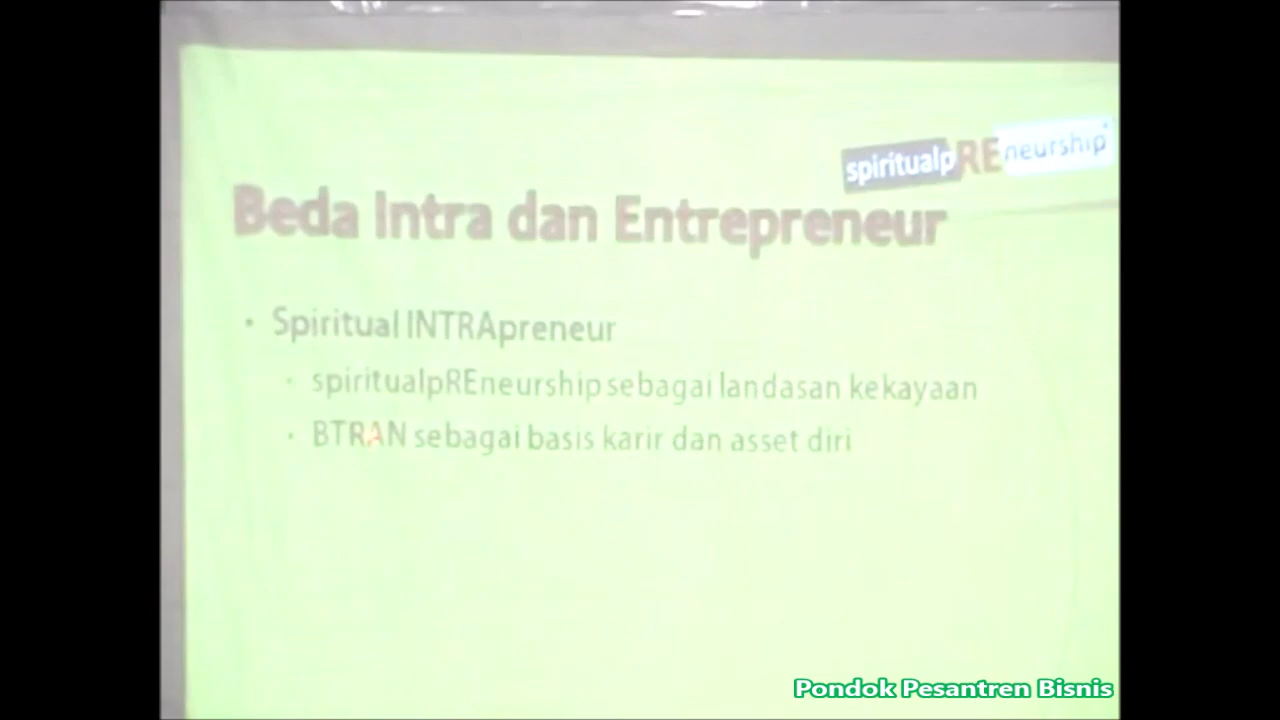 spiritualpREneurship
Beda Intra dan Entrepreneur
• Spiritual INTRApreneur
• spiritualpREneurship sebagai landasan kekayaan
• BTRAN sebagai basis karir dan asset diri
Pondok Pesantren Bisnis